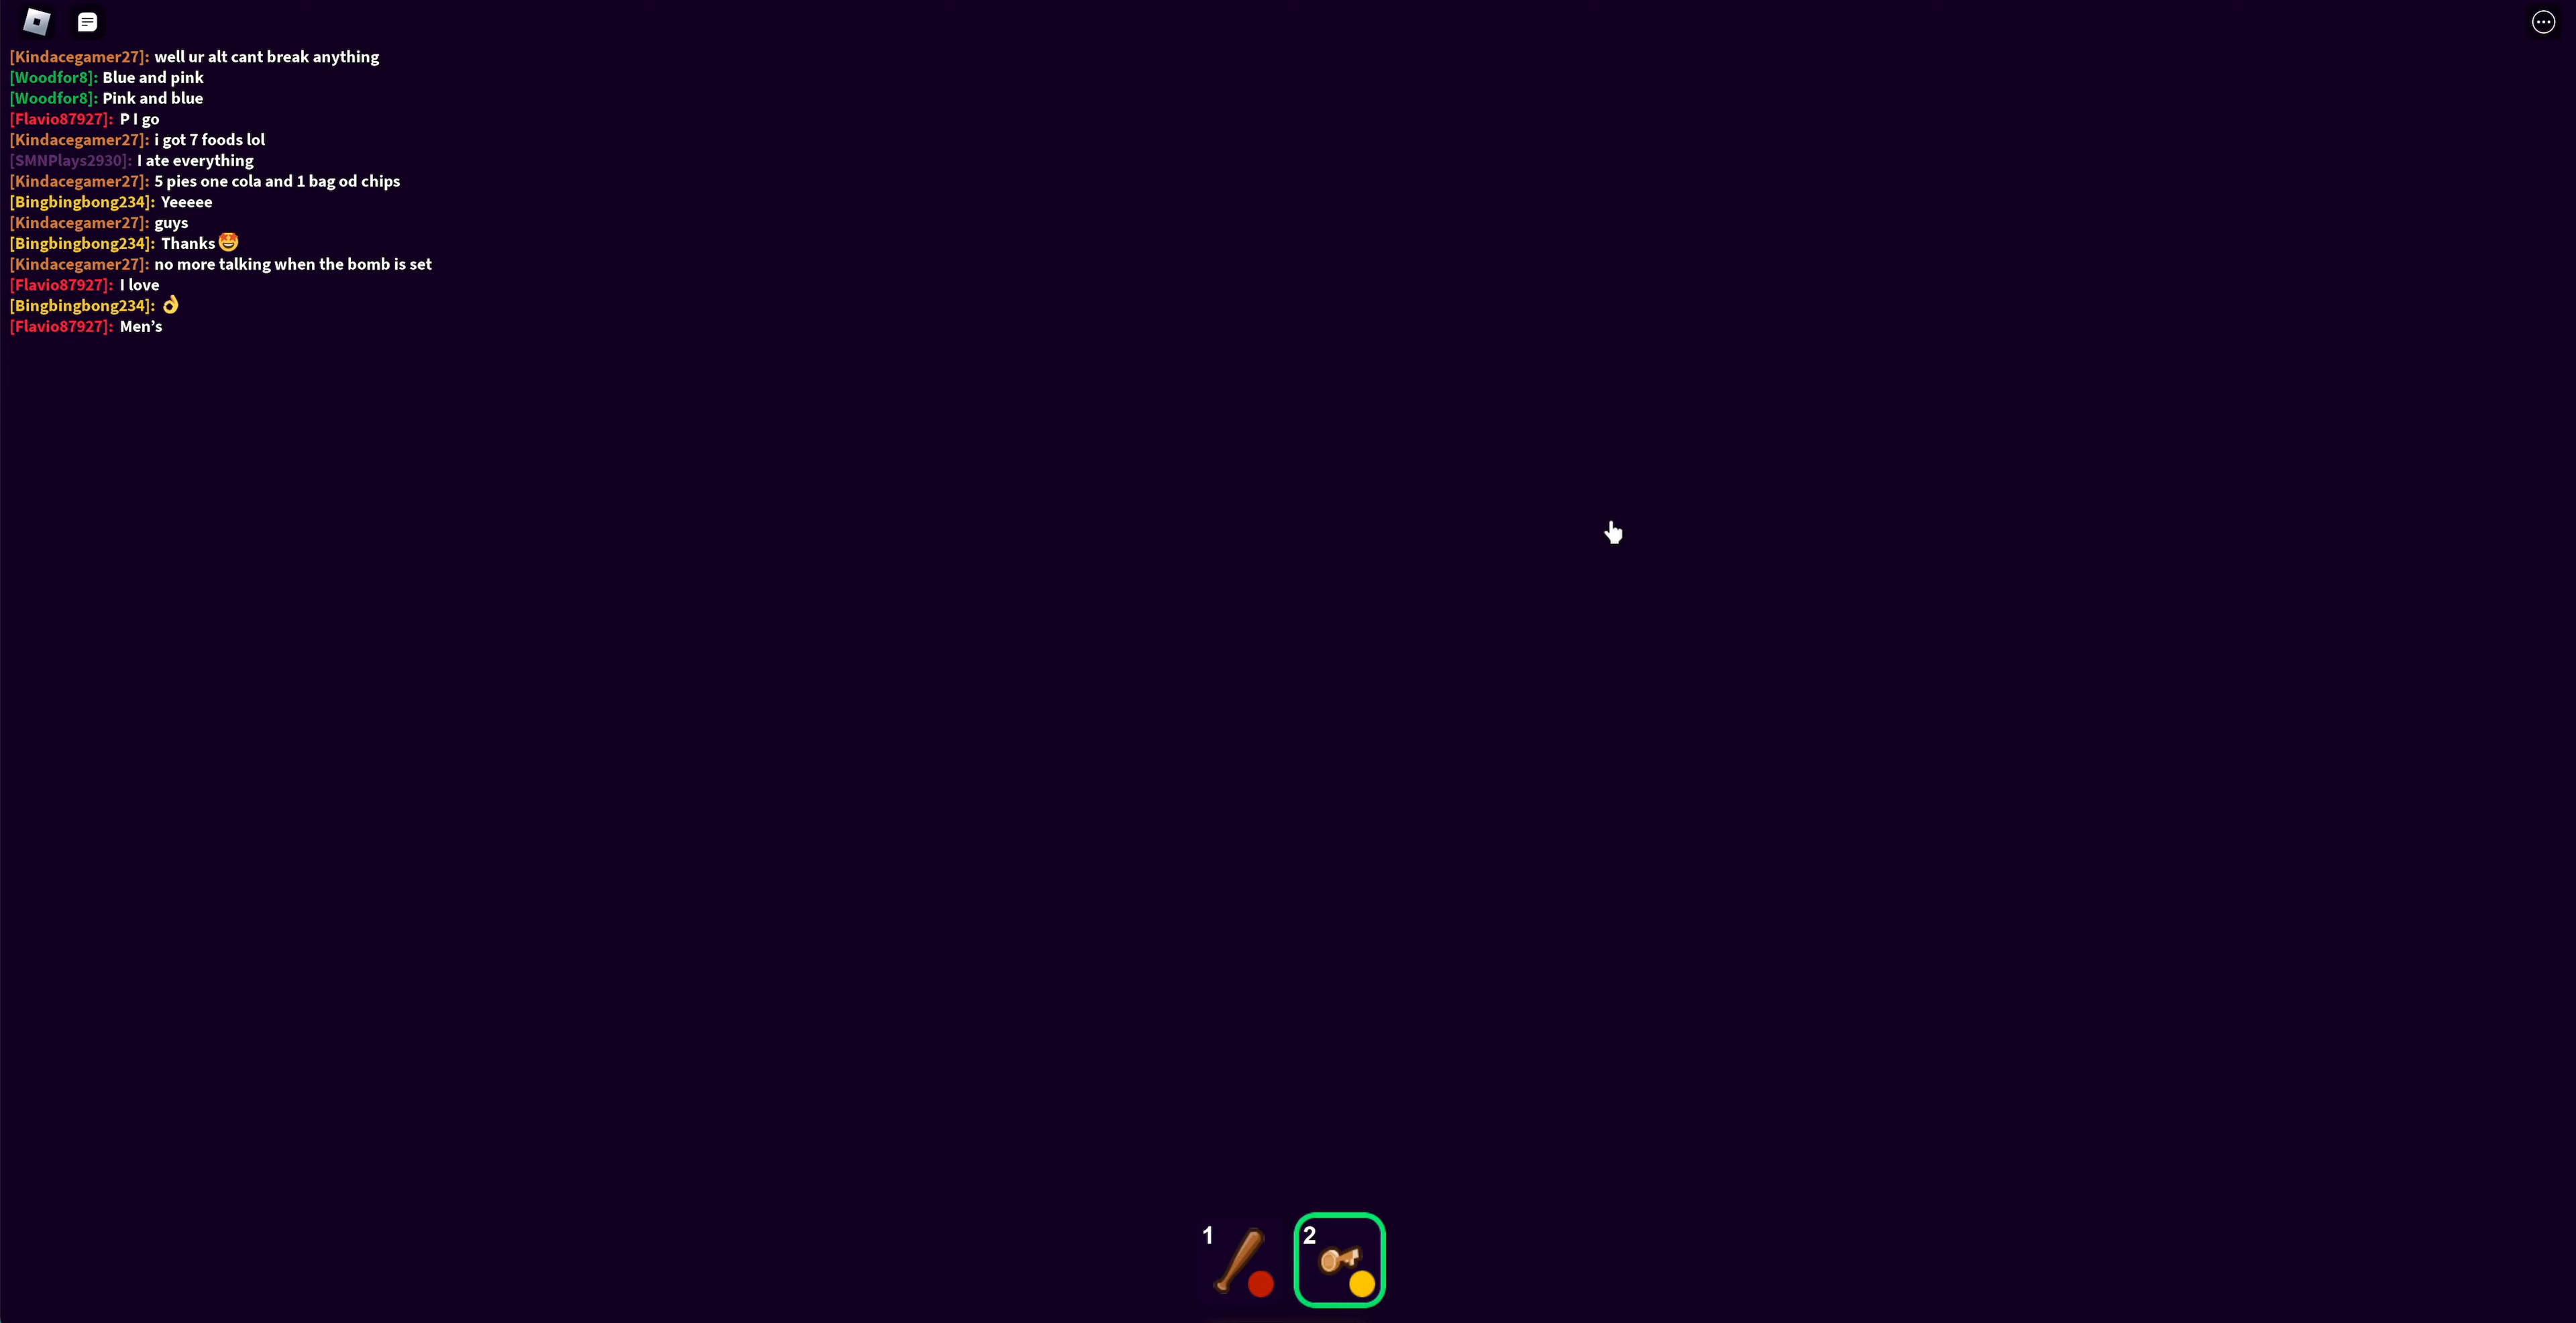 [Kindacegamer27]: well ur alt cant break anything
[Woodfor8]: Blue and pink
[Woodfor8]: Pink and blue
[Flavio87927]: P I go
[Kindacegamer27]: i got 7 foods lol
[SMNPlays2930]: I ate everything
[Kindacegamer27]: 5 pies one cola and 1 bag od chips
[Bingbingbong234]: Yeeeee
[Kindacegamer27]: guys
[Bingbingbong234]: Thanks 🤩
[Kindacegamer27]: no more talking when the bomb is set
[Flavio87927]: I love
[Bingbingbong234]: 👌
[Flavio87927]: Men’s
1 2